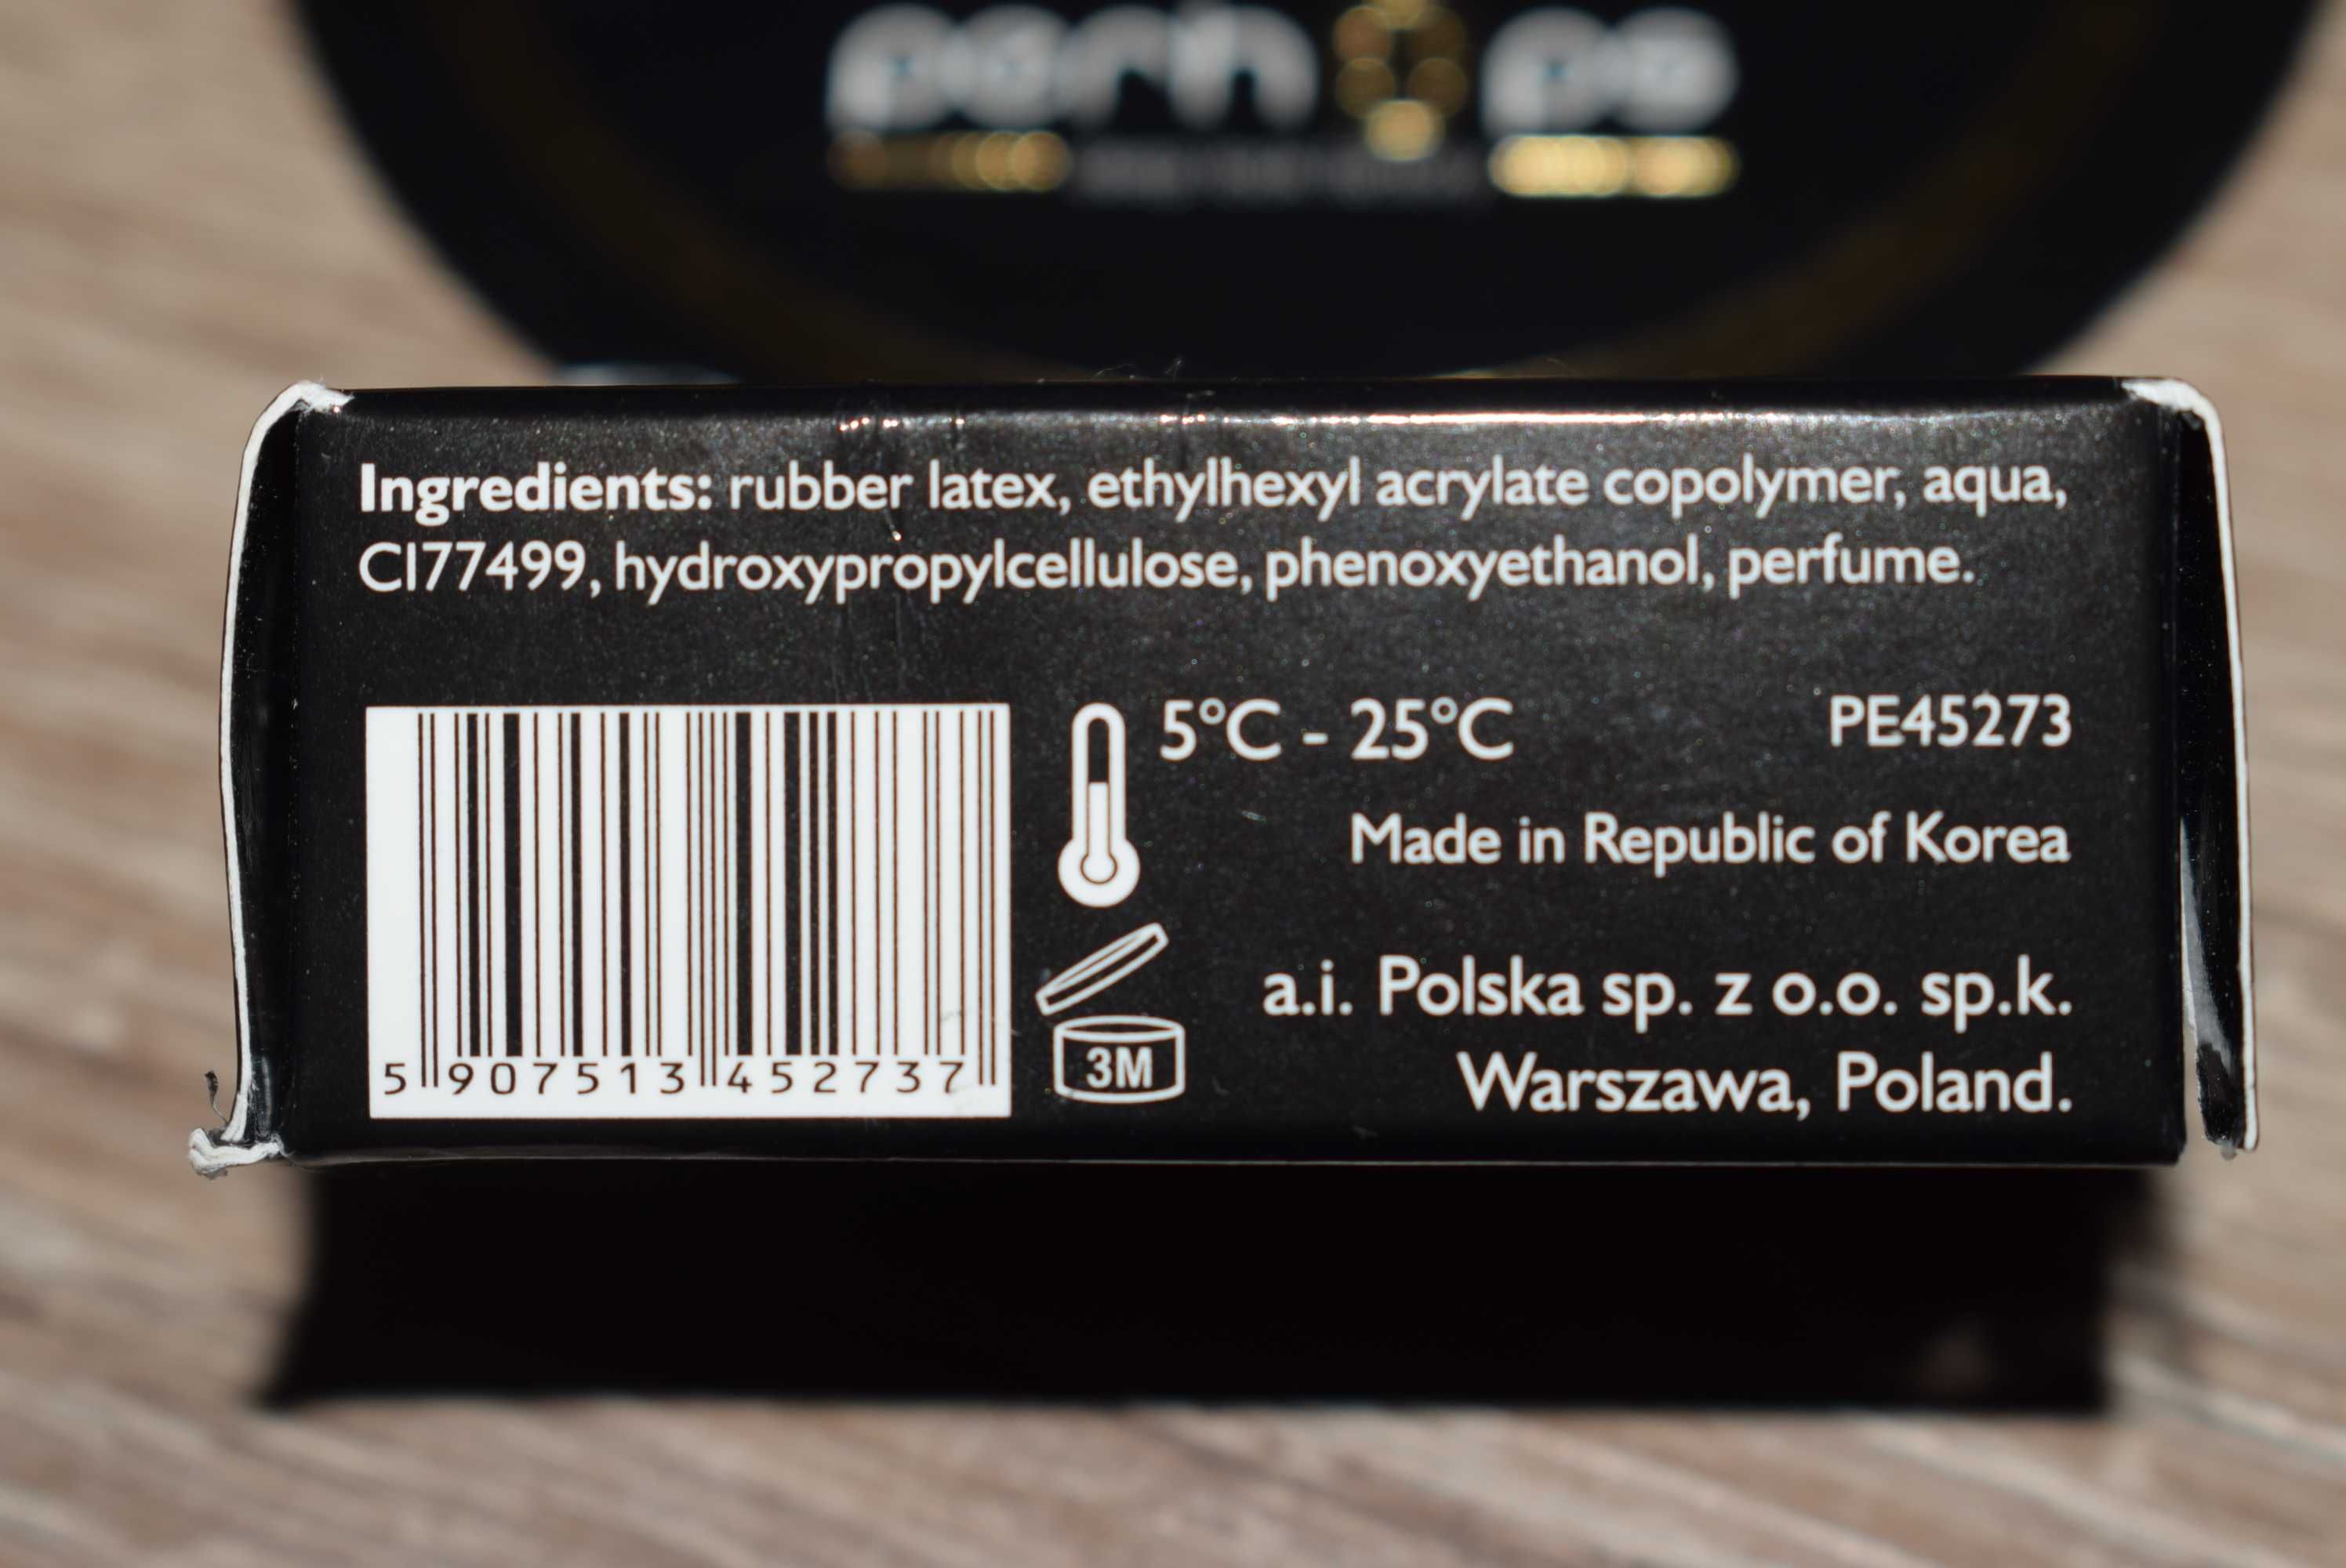 Ingredients: rubber latex, ethylhexyl acrylate copolymer, aqua,
CI77499, hydroxypropylcellulose, phenoxyethanol, perfume.
5°C - 25°C
PE45273
Made in Republic of Korea
3M
a.i. Polska sp. z o.o. sp.k.
Warszawa, Poland.
5 907513 452737